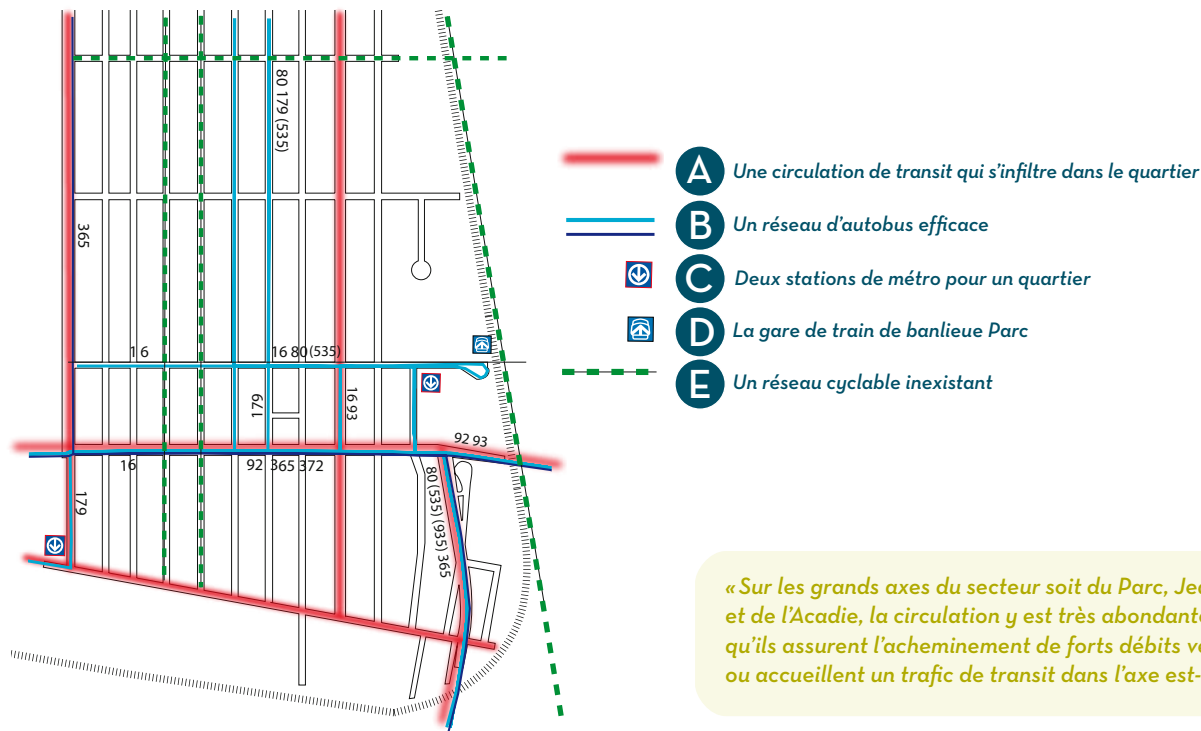 80 179 (535)
365
16
16 80 (535)
179
16 93
92 93
16
92 365 372
179
80 (535) (935) 365
A Une circulation de transit qui s'infiltre dans le quartier
B Un réseau d'autobus efficace
C Deux stations de métro pour un quartier
D La gare de train de banlieue Parc
E Un réseau cyclable inexistant
« Sur les grands axes du secteur soit du Parc, Jea
et de l'Acadie, la circulation y est très abondante
qu'ils assurent l'acheminement de forts débits ve
ou accueillent un trafic de transit dans l'axe est-